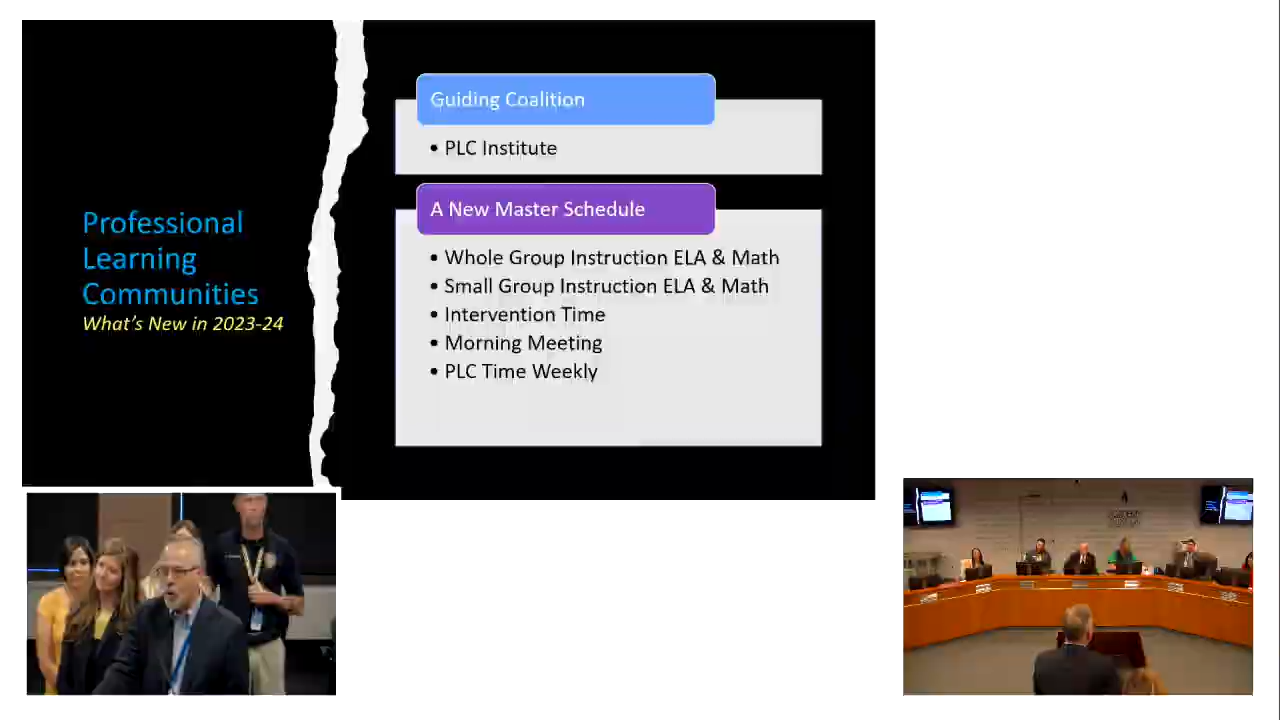 Professional
Learning
Communities
What's New in 2023-24
Guiding Coalition
• PLC Institute
A New Master Schedule
• Whole Group Instruction ELA & Math
• Small Group Instruction ELA & Math
• Intervention Time
• Morning Meeting
• PLC Time Weekly